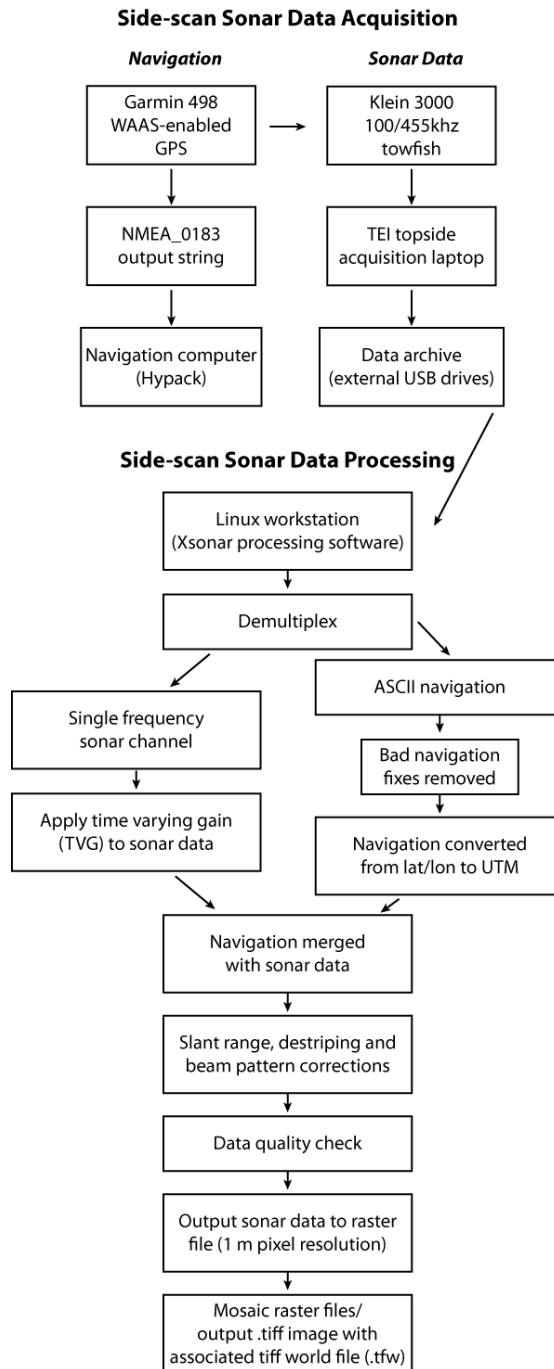 Side-scan Sonar Data Acquisition
Navigation
Sonar Data
Garmin 498
WAAS-enabled
GPS
Klein 3000
100/455khz
towfish
NMEA_0183
output string
TEI topside
acquisition laptop
Navigation computer
(Hypack)
Data archive
(external USB drives)
Side-scan Sonar Data Processing
Linux workstation
(Xsonar processing software)
Demultiplex
Single frequency
sonar channel
ASCII navigation
Bad navigation
fixes removed
Apply time varying gain
(TVG) to sonar data
Navigation converted
from lat/lon to UTM
Navigation merged
with sonar data
Slant range, destriping and
beam pattern corrections
Data quality check
Output sonar data to raster
file (1 m pixel resolution)
Mosaic raster files/
output .tiff image with
associated tiff world file (.tfw)